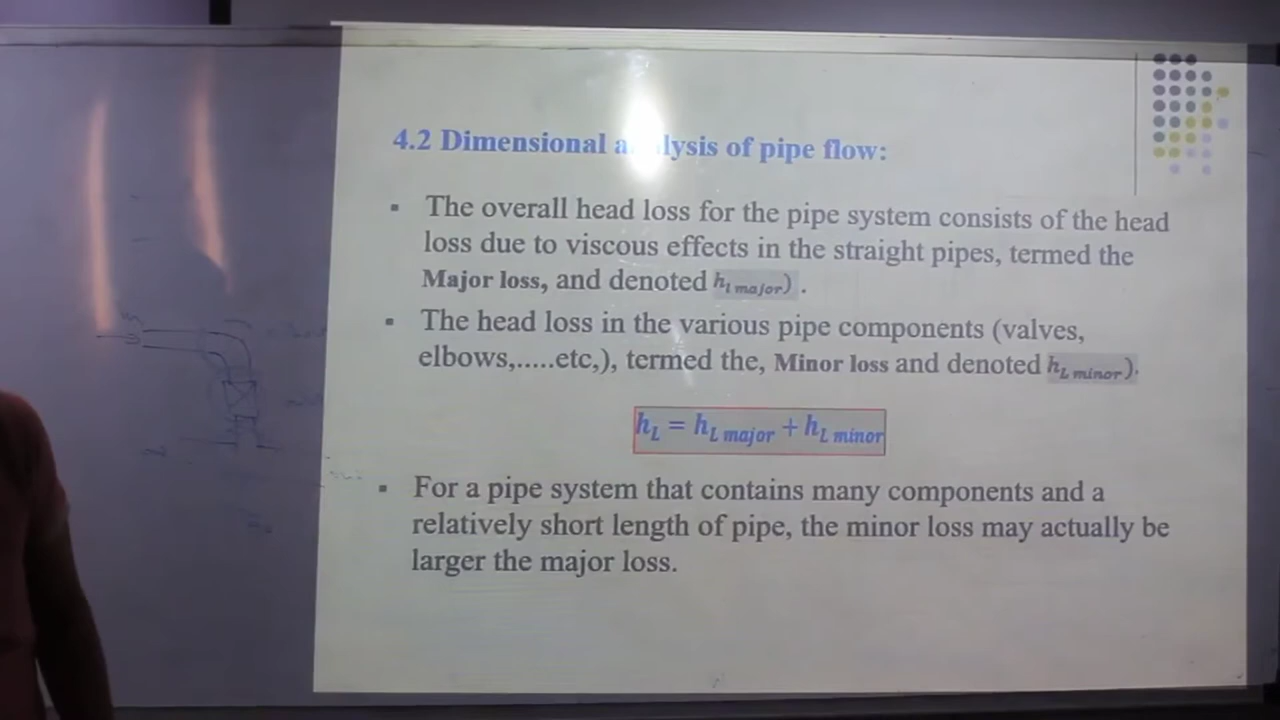 4.2 Dimensional a lysis of pipe flow:
▪ The overall head loss for the pipe system consists of the head
loss due to viscous effects in the straight pipes, termed the
Major loss, and denoted h_l major) .
▪ The head loss in the various pipe components (valves,
elbows,.....etc,), termed the, Minor loss and denoted h_L minor).
h_L = h_L major + h_L minor
▪ For a pipe system that contains many components and a
relatively short length of pipe, the minor loss may actually be
larger the major loss.